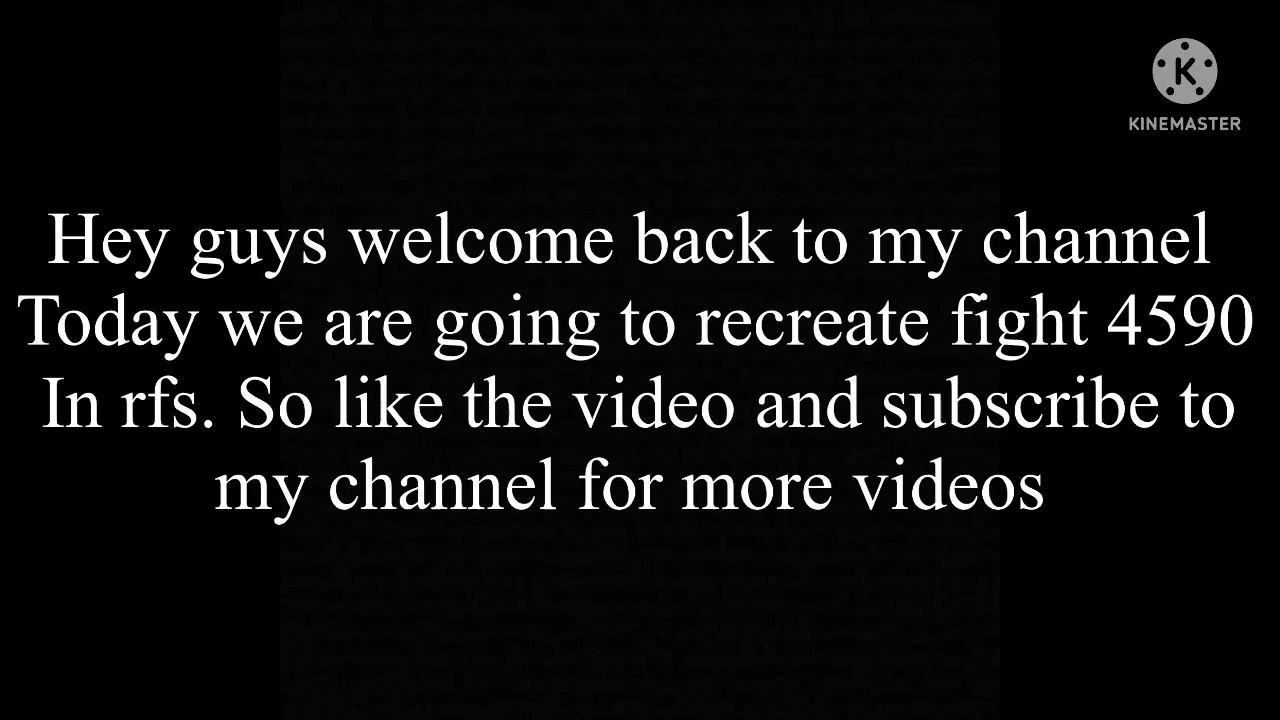 K
KINEMASTER
Hey guys welcome back to my channel
Today we are going to recreate fight 4590
In rfs. So like the video and subscribe to
my channel for more videos